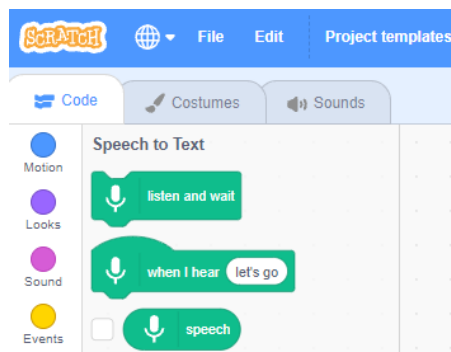 SCRATCH File Edit Project templates
Code Costumes Sounds
Motion
Looks
Sound
Events
Speech to Text
listen and wait
when I hear let's go
speech